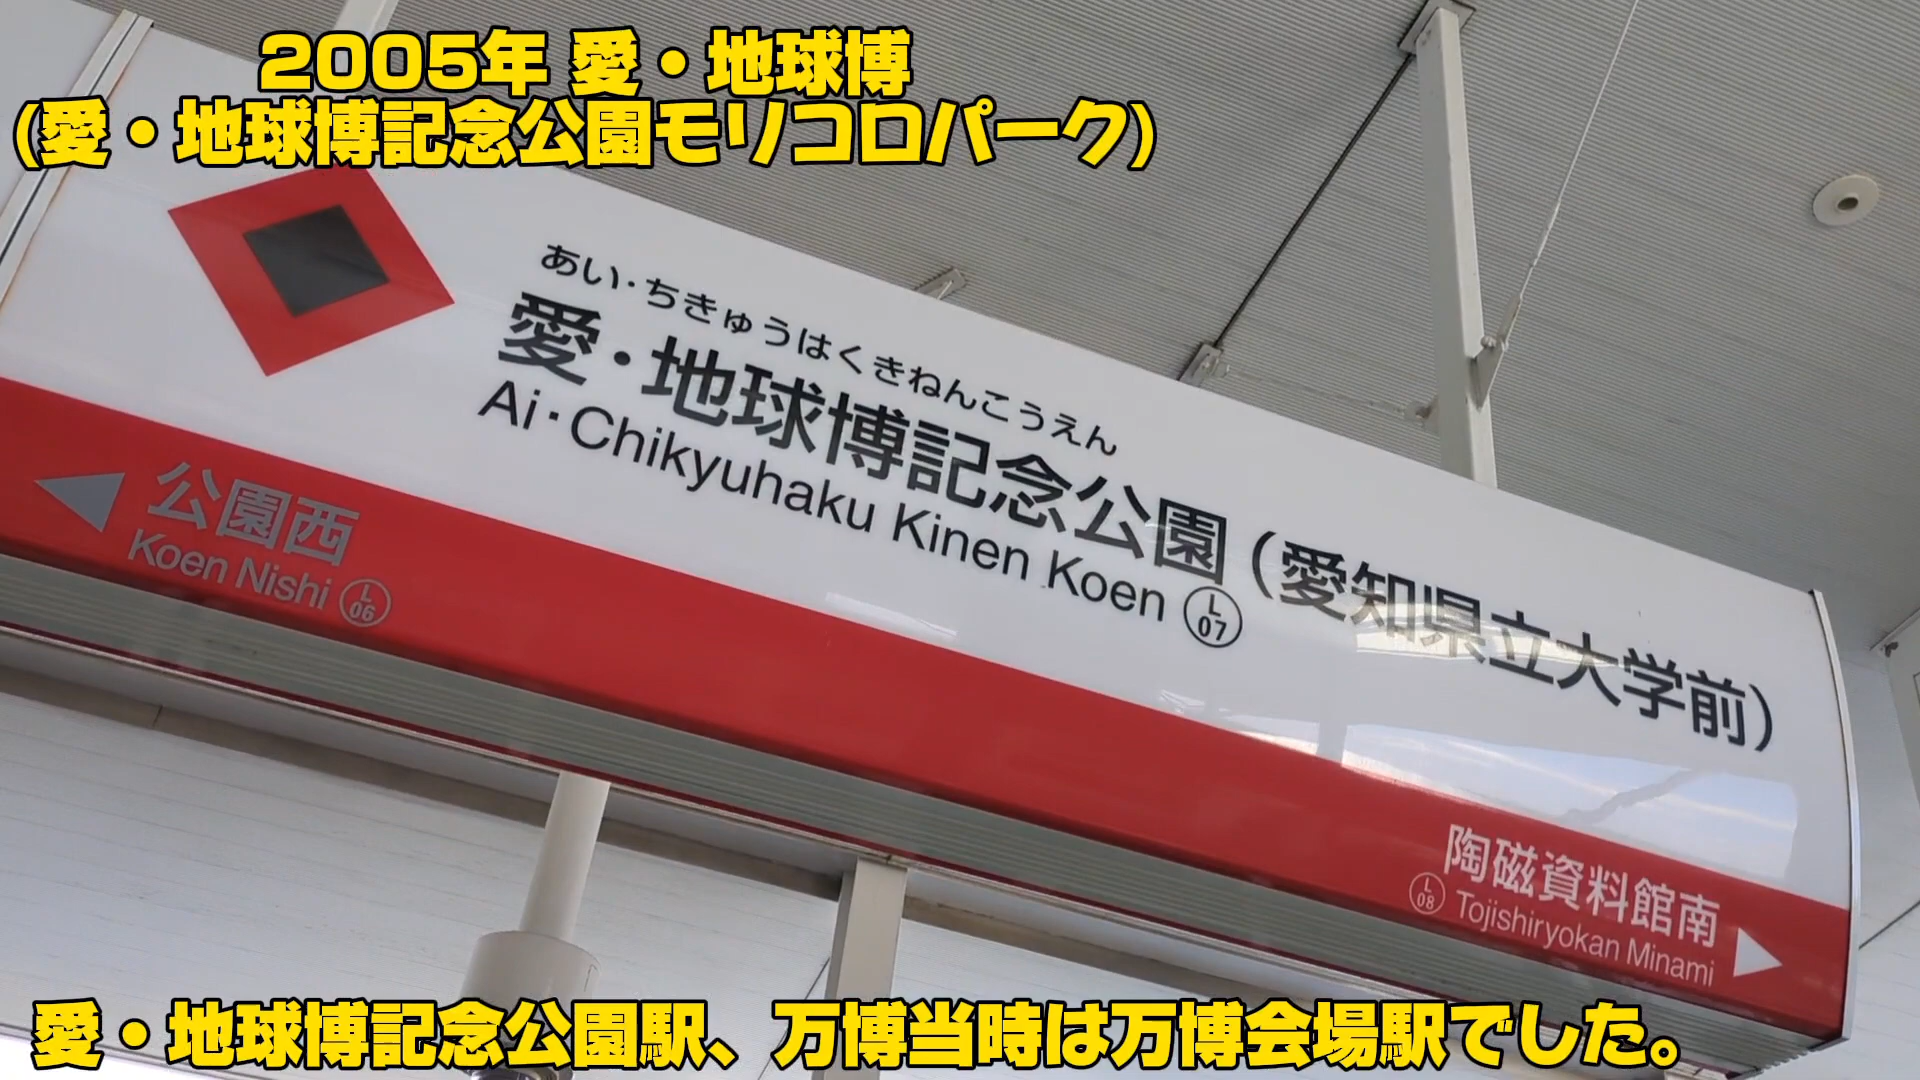 2005年 愛・地球博
(愛・地球博記念公園モリコロパーク)
あい・ちきゅうはくきねんこうえん
愛・地球博記念公園(愛知県立大学前)
Ai・Chikyuhaku Kinen Koen L07
公園西
Koen Nishi L06
陶磁資料館南
L08 Tojishiryokan Minami
愛・地球博記念公園駅、万博当時は万博会場駅でした。